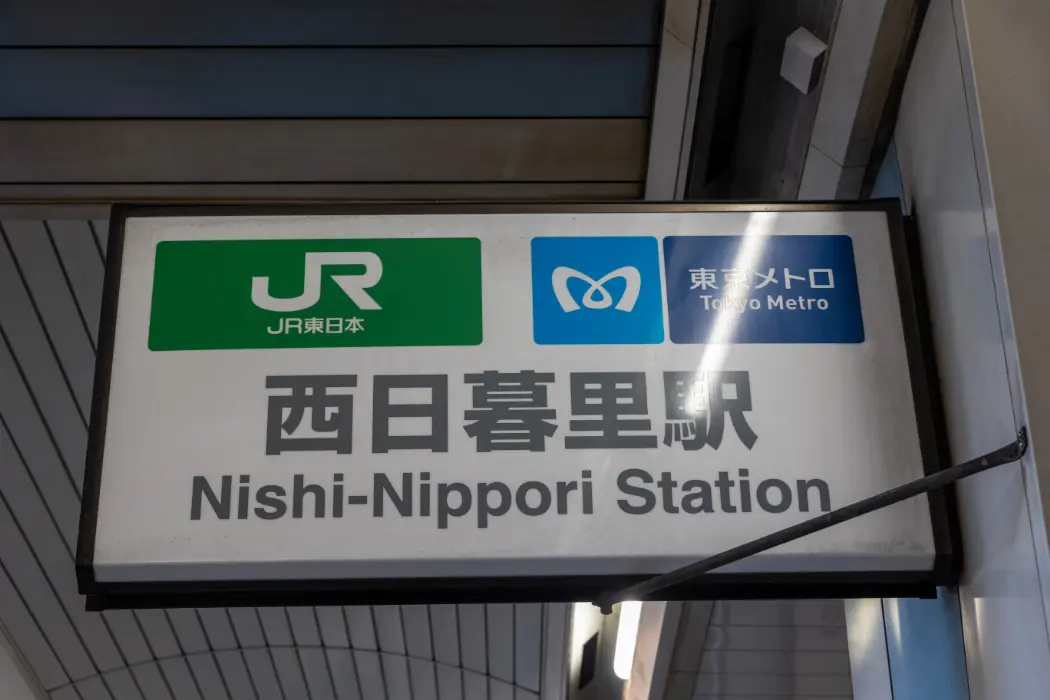 JR
JR東日本
東京メトロ
Tokyo Metro
西日暮里駅
Nishi-Nippori Station